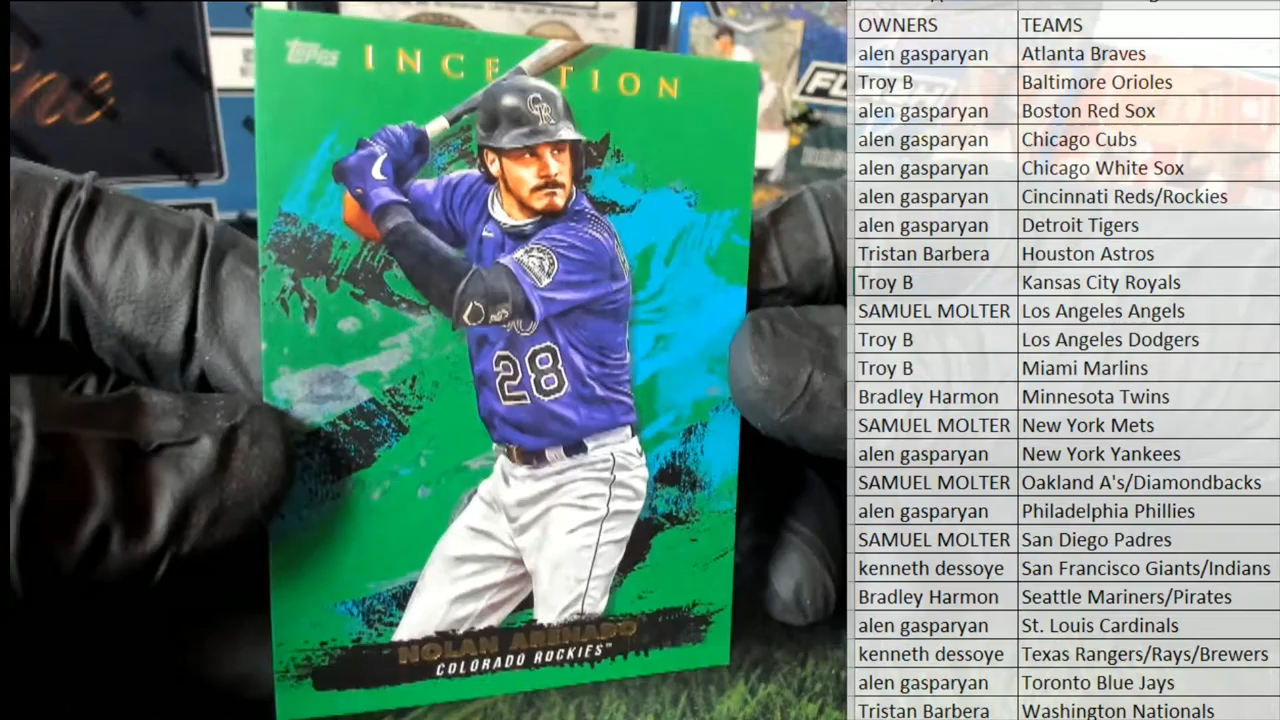 TOPPS INCEPTION
CR
28
NOLAN ARENADO
COLORADO ROCKIES™
OWNERS TEAMS
alen gasparyan Atlanta Braves
Troy B Baltimore Orioles
alen gasparyan Boston Red Sox
alen gasparyan Chicago Cubs
alen gasparyan Chicago White Sox
alen gasparyan Cincinnati Reds/Rockies
alen gasparyan Detroit Tigers
Tristan Barbera Houston Astros
Troy B Kansas City Royals
SAMUEL MOLTER Los Angeles Angels
Troy B Los Angeles Dodgers
Troy B Miami Marlins
Bradley Harmon Minnesota Twins
SAMUEL MOLTER New York Mets
alen gasparyan New York Yankees
SAMUEL MOLTER Oakland A's/Diamondbacks
alen gasparyan Philadelphia Phillies
SAMUEL MOLTER San Diego Padres
kenneth dessoye San Francisco Giants/Indians
Bradley Harmon Seattle Mariners/Pirates
alen gasparyan St. Louis Cardinals
kenneth dessoye Texas Rangers/Rays/Brewers
alen gasparyan Toronto Blue Jays
Tristan Barbera Washington Nationals